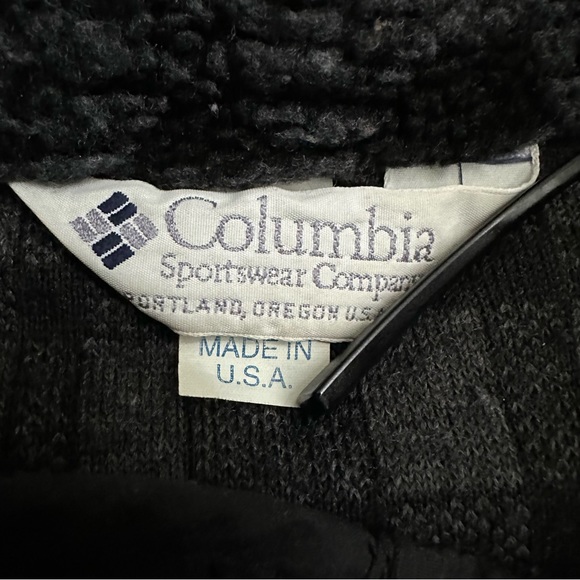 Columbia
Sportswear Company
PORTLAND, OREGON U.S.A.
MADE IN
U.S.A.